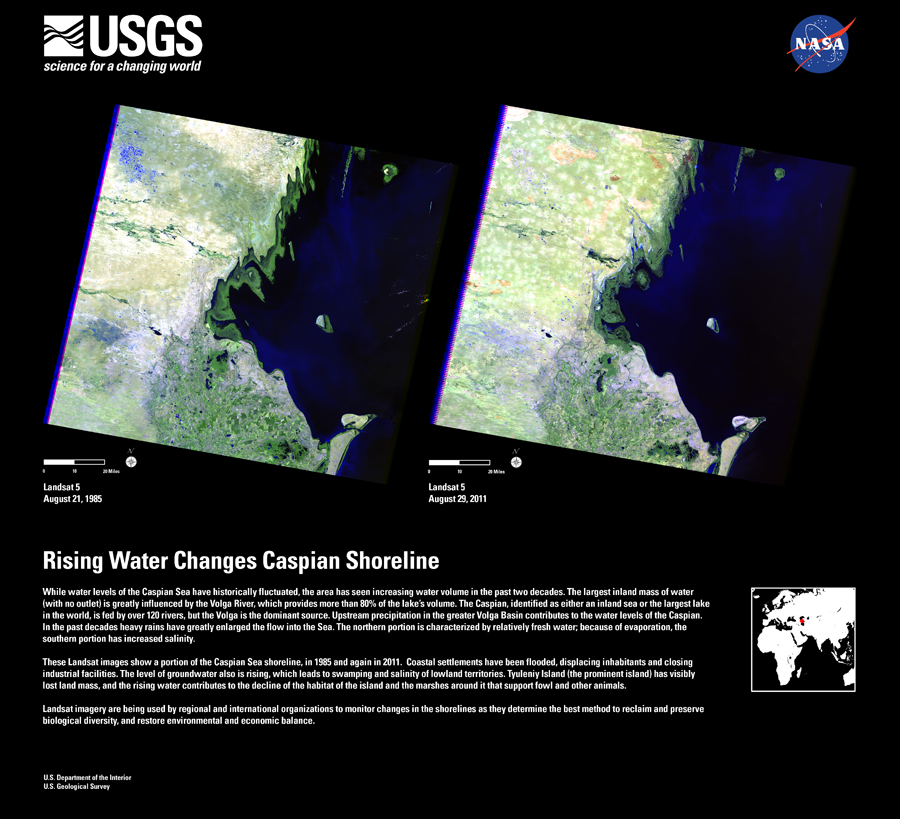 USGS
science for a changing world
NASA
0 10 20 Miles
N
Landsat 5
August 21, 1985
0 10 20 Miles
N
Landsat 5
August 29, 2011
Rising Water Changes Caspian Shoreline
While water levels of the Caspian Sea have historically fluctuated, the area has seen increasing water volume in the past two decades. The largest inland mass of water
(with no outlet) is greatly influenced by the Volga River, which provides more than 80% of the lake's volume. The Caspian, identified as either an inland sea or the largest lake
in the world, is fed by over 120 rivers, but the Volga is the dominant source. Upstream precipitation in the greater Volga Basin contributes to the water levels of the Caspian.
In the past decades heavy rains have greatly enlarged the flow into the Sea. The northern portion is characterized by relatively fresh water; because of evaporation, the
southern portion has increased salinity.
These Landsat images show a portion of the Caspian Sea shoreline, in 1985 and again in 2011. Coastal settlements have been flooded, displacing inhabitants and closing
industrial facilities. The level of groundwater also is rising, which leads to swamping and salinity of lowland territories. Tyuleniy Island (the prominent island) has visibly
lost land mass, and the rising water contributes to the decline of the habitat of the island and the marshes around it that support fowl and other animals.
Landsat imagery are being used by regional and international organizations to monitor changes in the shorelines as they determine the best method to reclaim and preserve
biological diversity, and restore environmental and economic balance.
U.S. Department of the Interior
U.S. Geological Survey